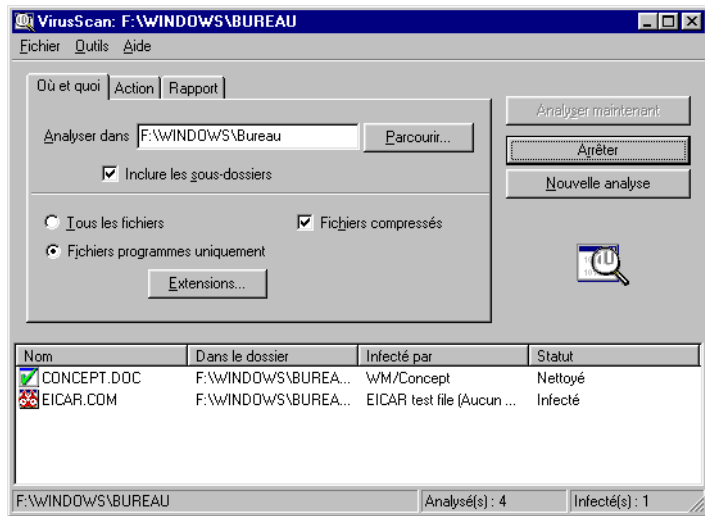 VirusScan: F:\WINDOWS\BUREAU
Fichier Outils Aide
Où et quoi Action Rapport
Analyser dans F:\WINDOWS\Bureau Parcourir...
Inclure les sous-dossiers
Tous les fichiers Fichiers compressés
Fichiers programmes uniquement
Extensions...
Analyser maintenant
Arrêter
Nouvelle analyse
Nom Dans le dossier Infecté par Statut
CONCEPT.DOC F:\WINDOWS\BUREA... WM/Concept Nettoyé
EICAR.COM F:\WINDOWS\BUREA... EICAR test file (Aucun ... Infecté
F:\WINDOWS\BUREAU Analysé(s) : 4 Infecté(s) : 1